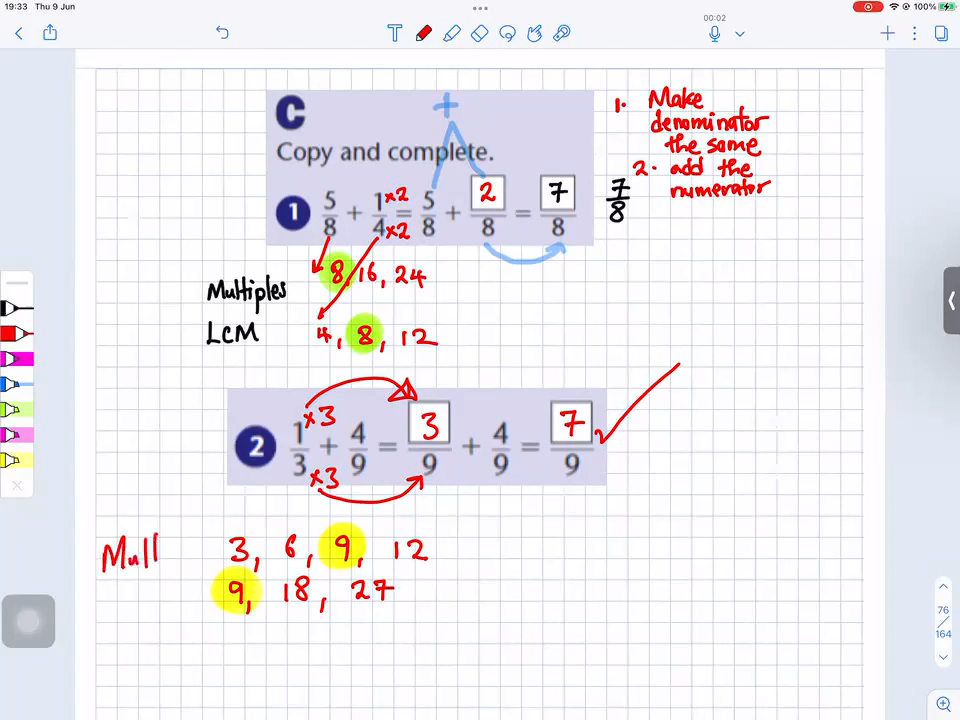 19:33 Thu 9 Jun
100%
00:02
T
C
Copy and complete.
+
1 5/8 + 1/4 = 5/8 + 2/8 = 7/8
×2
×2
7/8
1. Make
denominator
the same
2. add the
numerator
Multiples
8, 16, 24
LCM
4, 8, 12
2 1/3 + 4/9 = 3/9 + 4/9 = 7/9
×3
×3
Mull
3, 6, 9, 12
9, 18, 27
76
/
164